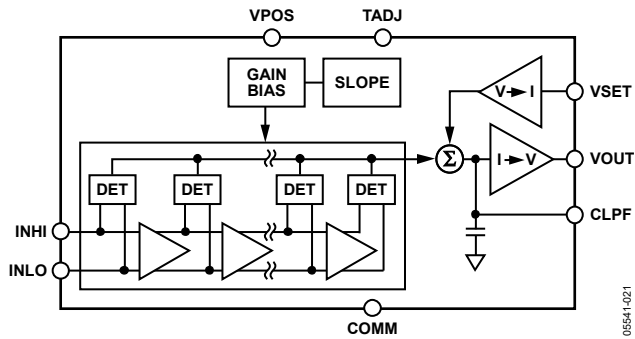 VPOS
TADJ
GAIN
BIAS
SLOPE
V I
VSET
Σ
I V
VOUT
DET
DET
DET
DET
CLPF
INHI
INLO
COMM
05541-021